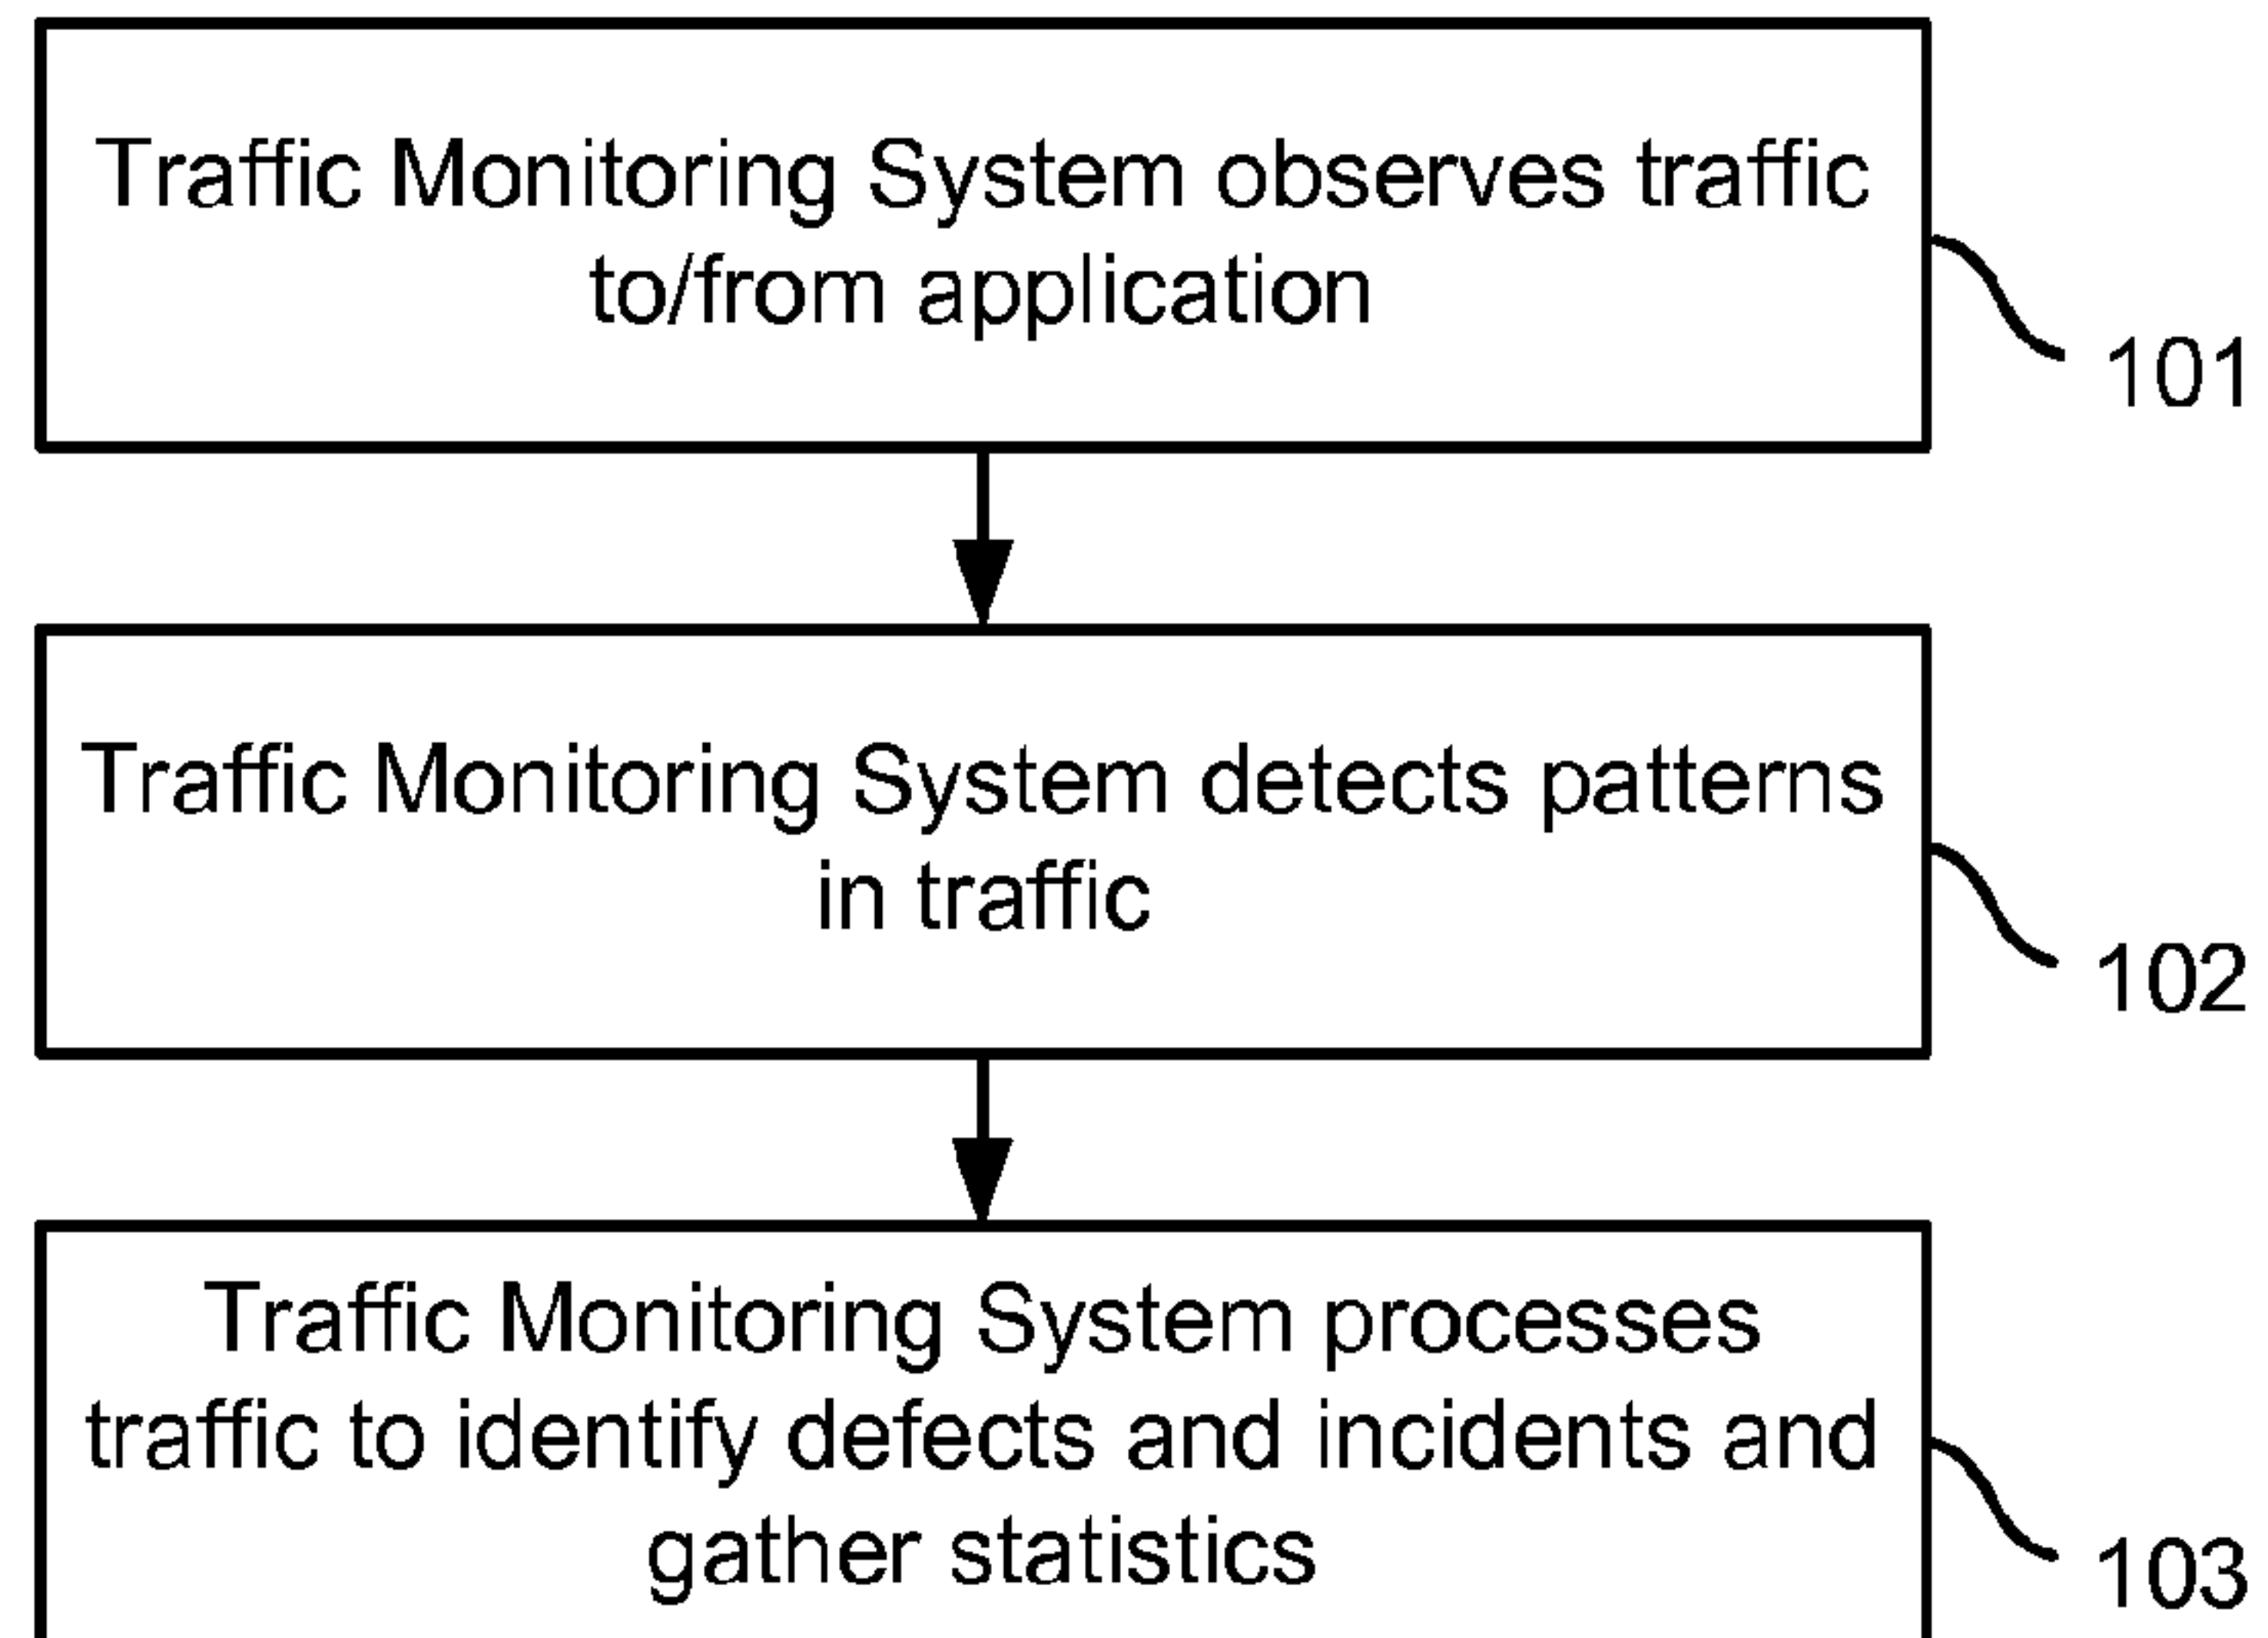 Traffic Monitoring System observes traffic
to/from application
101
Traffic Monitoring System detects patterns
in traffic
102
Traffic Monitoring System processes
traffic to identify defects and incidents and
gather statistics
103